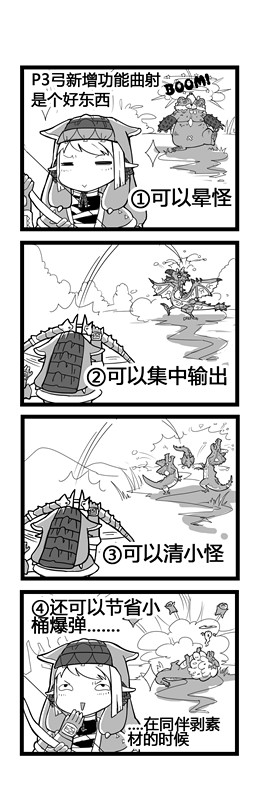 P3弓新增功能曲射
是个好东西
BOOM!
①可以晕怪
②可以集中输出
③可以清小怪
④还可以节省小
桶爆弹.......
....在同伴剥素
材的时候